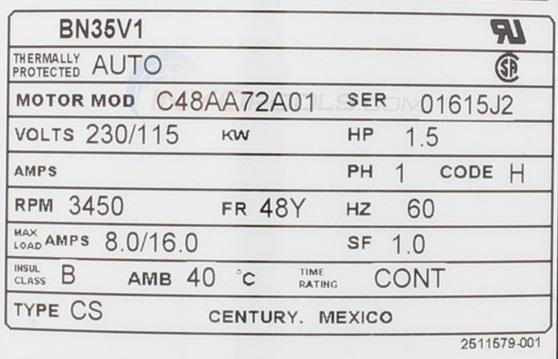 BN35V1
THERMALLY PROTECTED AUTO
MOTOR MOD C48AA72A01 SER 01615J2
VOLTS 230/115 KW HP 1.5
AMPS PH 1 CODE H
RPM 3450 FR 48Y HZ 60
MAX LOAD AMPS 8.0/16.0 SF 1.0
INSUL CLASS B AMB 40 °C TIME RATING CONT
TYPE CS CENTURY. MEXICO
2511579-001